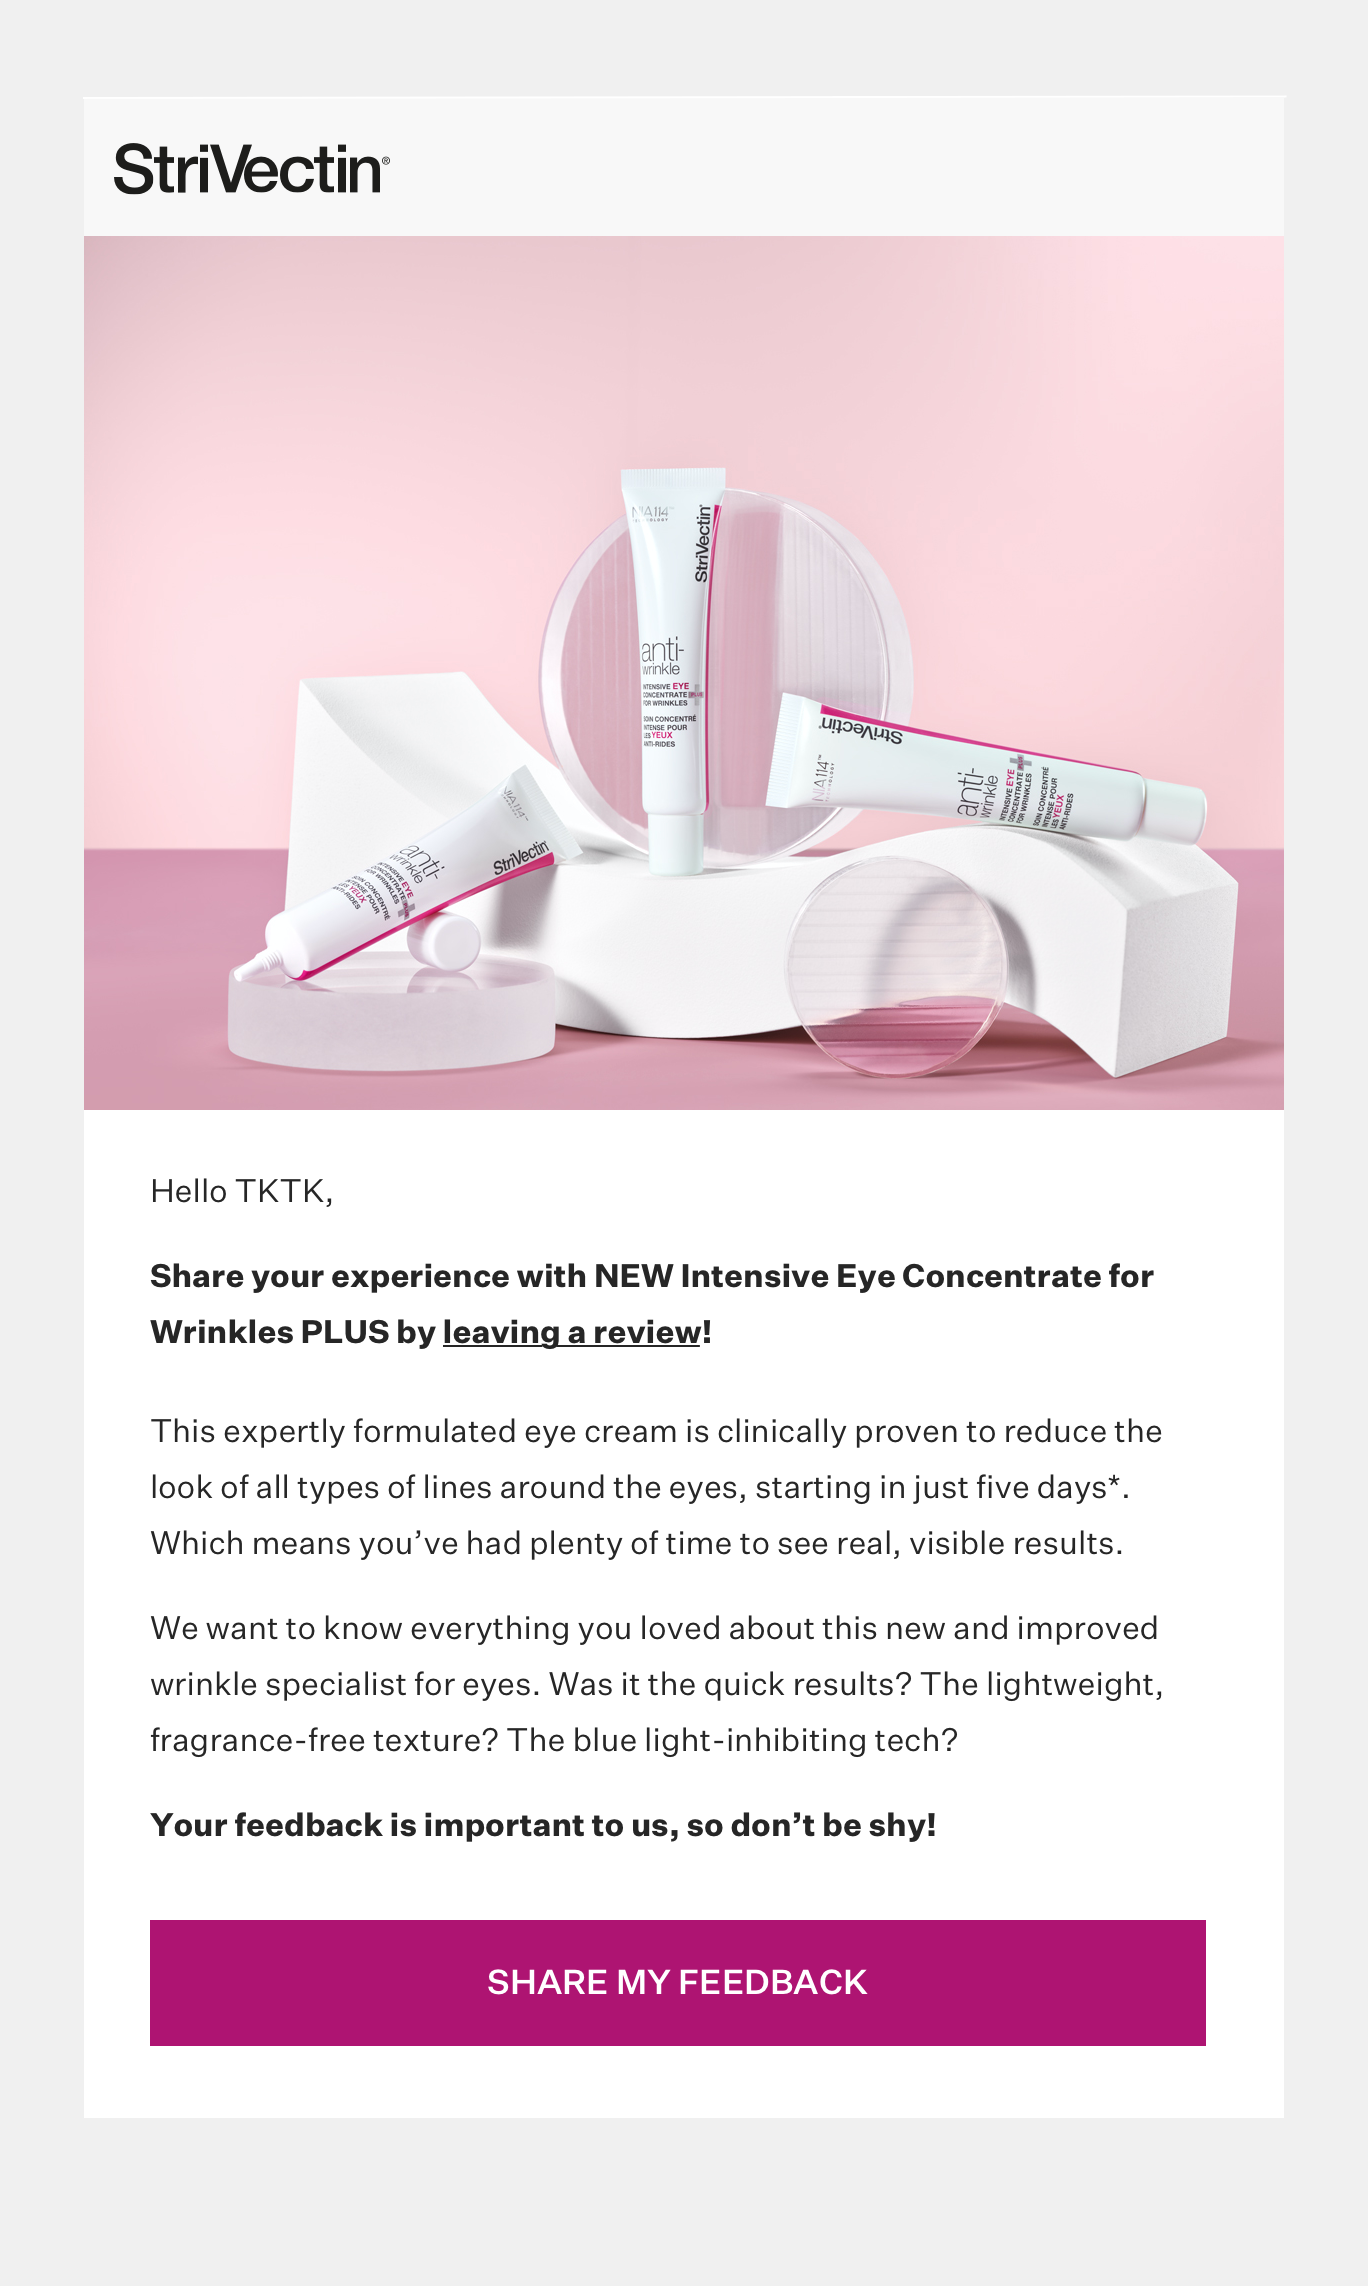 StriVectin®
NIA114™
StriVectin
anti-
wrinkle
INTENSIVE EYE
CONCENTRATE PLUS
FOR WRINKLES
SOIN CONCENTRÉ
INTENSE POUR
LES YEUX
ANTI-RIDES
StriVectin
NIA114™
anti-
wrinkle
INTENSIVE EYE
CONCENTRATE PLUS
FOR WRINKLES
SOIN CONCENTRÉ
INTENSE POUR
LES YEUX
ANTI-RIDES
NIA114™
StriVectin
anti-
wrinkle
INTENSIVE EYE
CONCENTRATE
FOR WRINKLES
SOIN CONCENTRÉ
INTENSE POUR
LES YEUX
ANTI-RIDES
Hello TKTK,
Share your experience with NEW Intensive Eye Concentrate for
Wrinkles PLUS by leaving a review!
This expertly formulated eye cream is clinically proven to reduce the
look of all types of lines around the eyes, starting in just five days*.
Which means you’ve had plenty of time to see real, visible results.
We want to know everything you loved about this new and improved
wrinkle specialist for eyes. Was it the quick results? The lightweight,
fragrance-free texture? The blue light-inhibiting tech?
Your feedback is important to us, so don’t be shy!
SHARE MY FEEDBACK